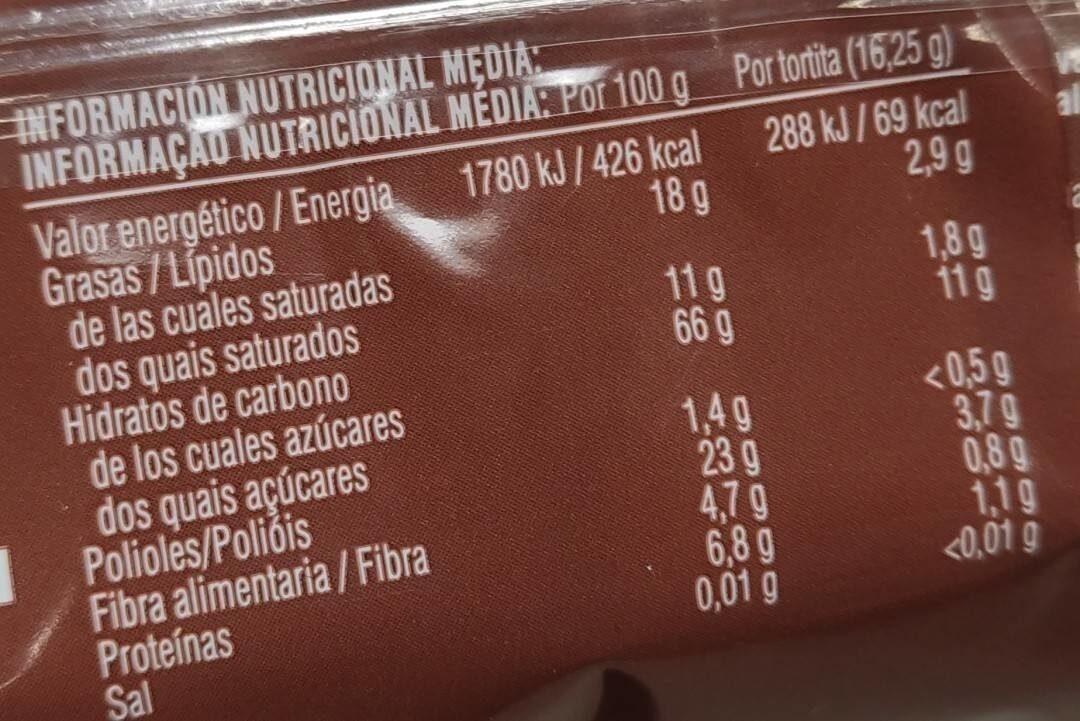 INFORMACIÓN NUTRICIONAL MEDIA:
INFORMAÇÃO NUTRICIONAL MÉDIA: Por 100 g Por tortita (16,25 g)
Valor energético / Energia 1780 kJ / 426 kcal 288 kJ / 69 kcal
Grasas / Lípidos 18 g 2,9 g
de las cuales saturadas
dos quais saturados 11 g 1,8 g
Hidratos de carbono 66 g 11 g
de los cuales azúcares
dos quais açúcares 1,4 g <0,5 g
Polioles/Polióis 23 g 3,7 g
Fibra alimentaria / Fibra 4,7 g 0,8 g
Proteínas 6,8 g 1,1 g
Sal 0,01 g <0,01 g